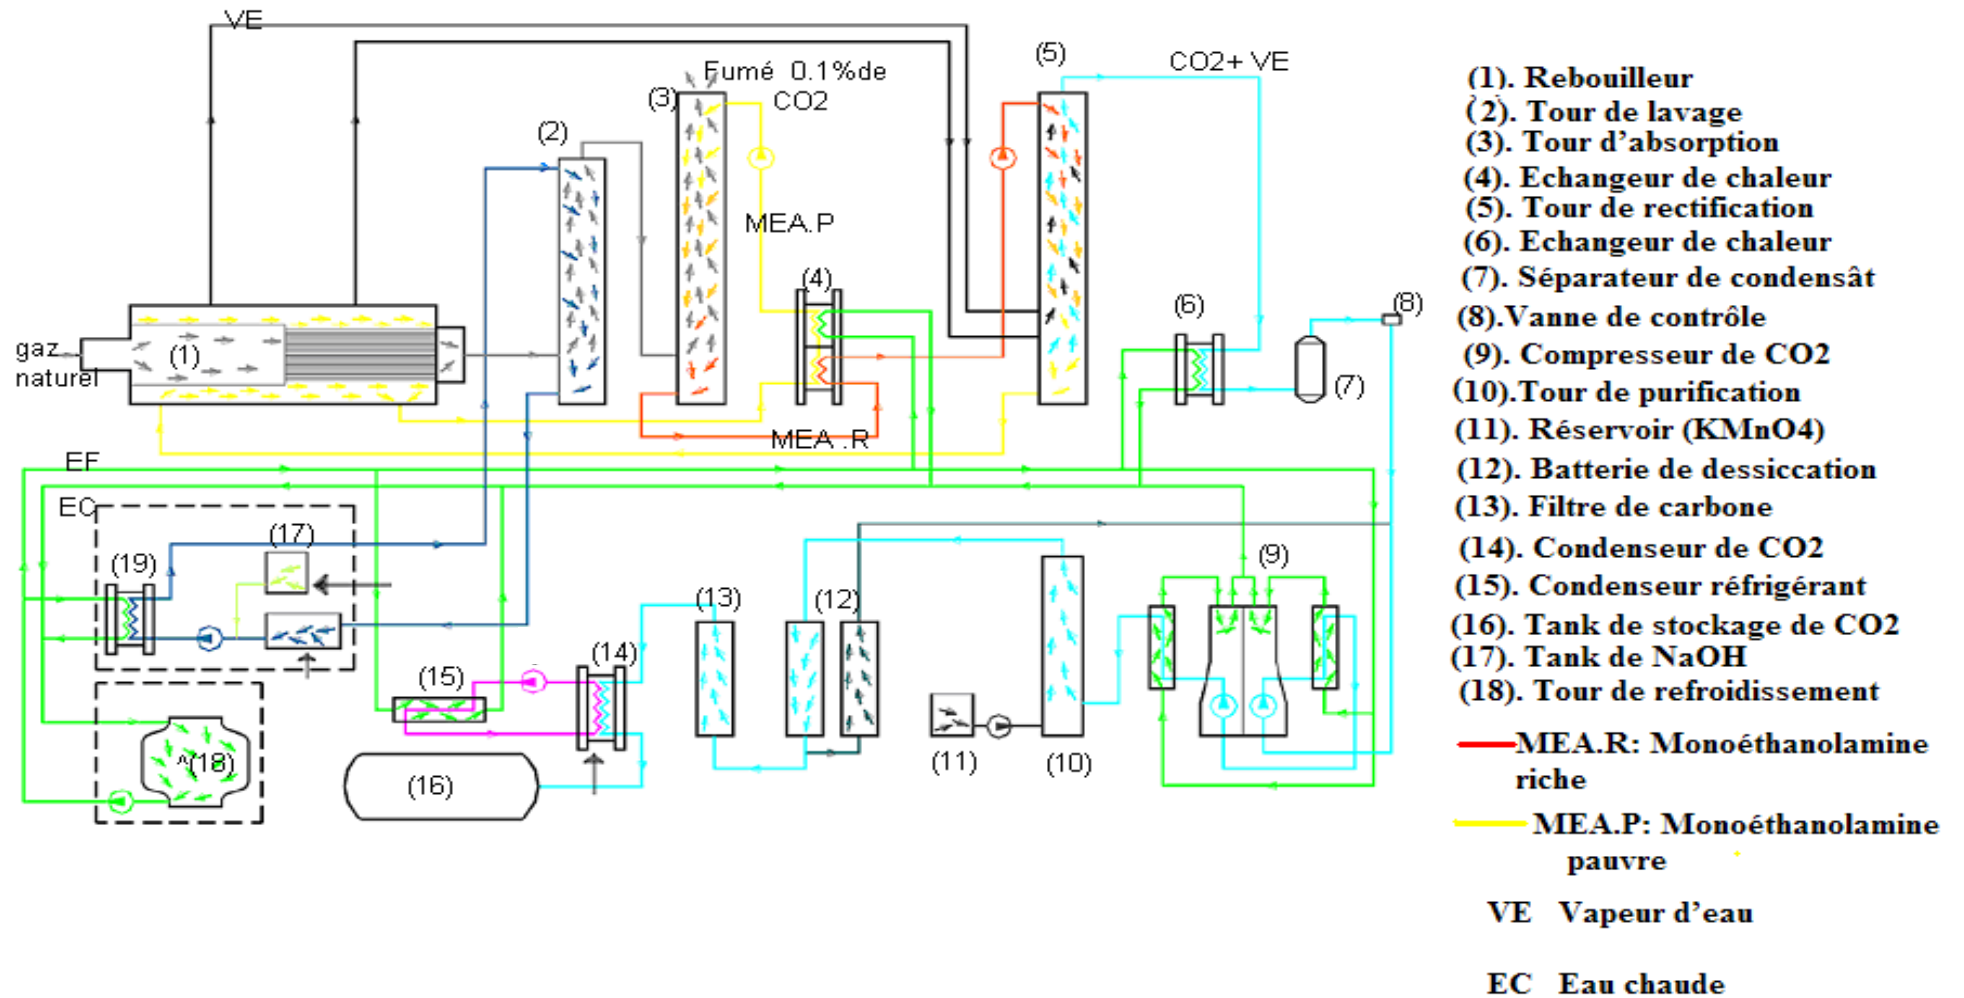 VE
(5)
CO2+ VE
Fumé 0.1%de
CO2
(3)
(2)
MEA.P
(4)
(6)
(8)
gaz
naturel
(1)
(7)
MEA .R
EF
EC
(17)
(19)
(9)
(13)
(12)
(14)
(15)
^(18)
(16)
(11)
(10)
(1). Rebouilleur
(2). Tour de lavage
(3). Tour d’absorption
(4). Echangeur de chaleur
(5). Tour de rectification
(6). Echangeur de chaleur
(7). Séparateur de condensât
(8).Vanne de contrôle
(9). Compresseur de CO2
(10).Tour de purification
(11). Réservoir (KMnO4)
(12). Batterie de dessiccation
(13). Filtre de carbone
(14). Condenseur de CO2
(15). Condenseur réfrigérant
(16). Tank de stockage de CO2
(17). Tank de NaOH
(18). Tour de refroidissement
MEA.R: Monoéthanolamine
riche
MEA.P: Monoéthanolamine
pauvre
VE Vapeur d’eau
EC Eau chaude